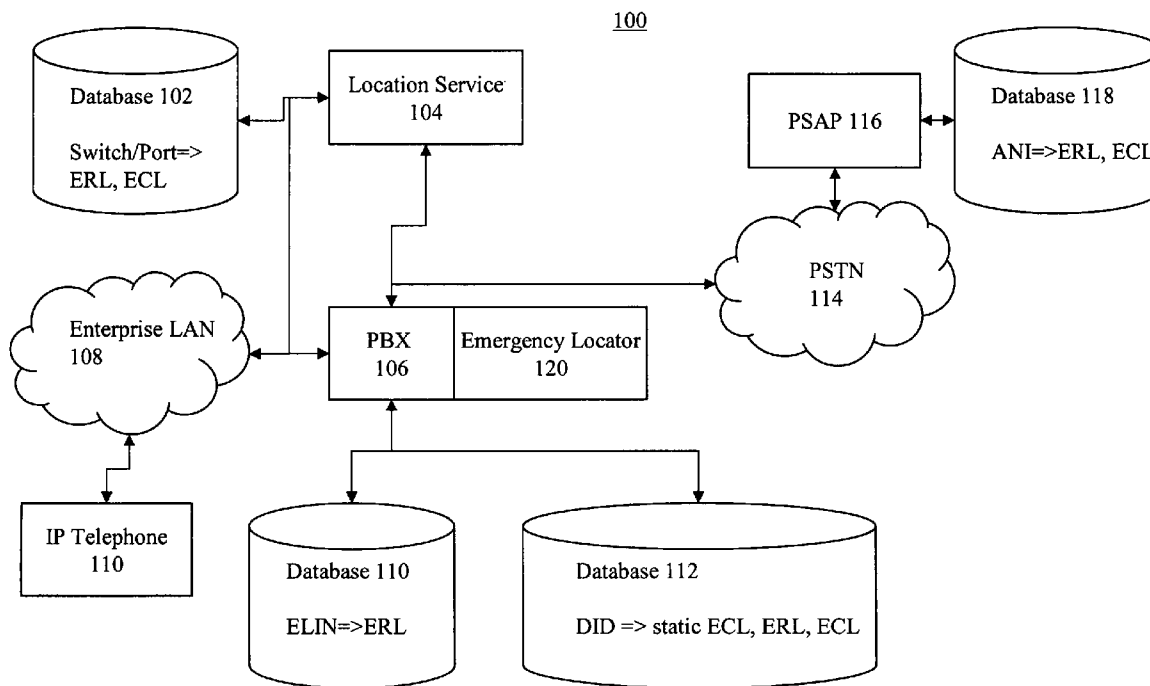 100
Database 102
Switch/Port=>
ERL, ECL
Location Service
104
PSAP 116
Database 118
ANI=>ERL, ECL
Enterprise LAN
108
PBX
106
Emergency Locator
120
PSTN
114
IP Telephone
110
Database 110
ELIN=>ERL
Database 112
DID => static ECL, ERL, ECL